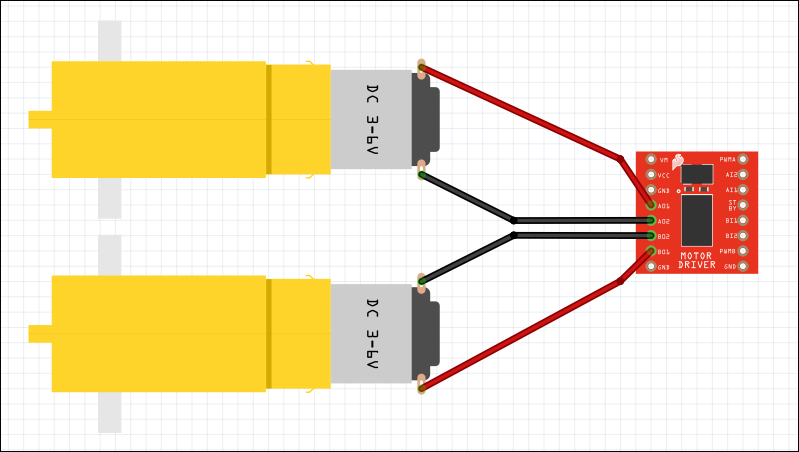 DC 3-6V
DC 3-6V
VM
VCC
GND
AO1
AO2
BO2
BO1
GND
PWMA
AI2
AI1
ST
BY
BI1
BI2
PWMB
GND
MOTOR
DRIVER